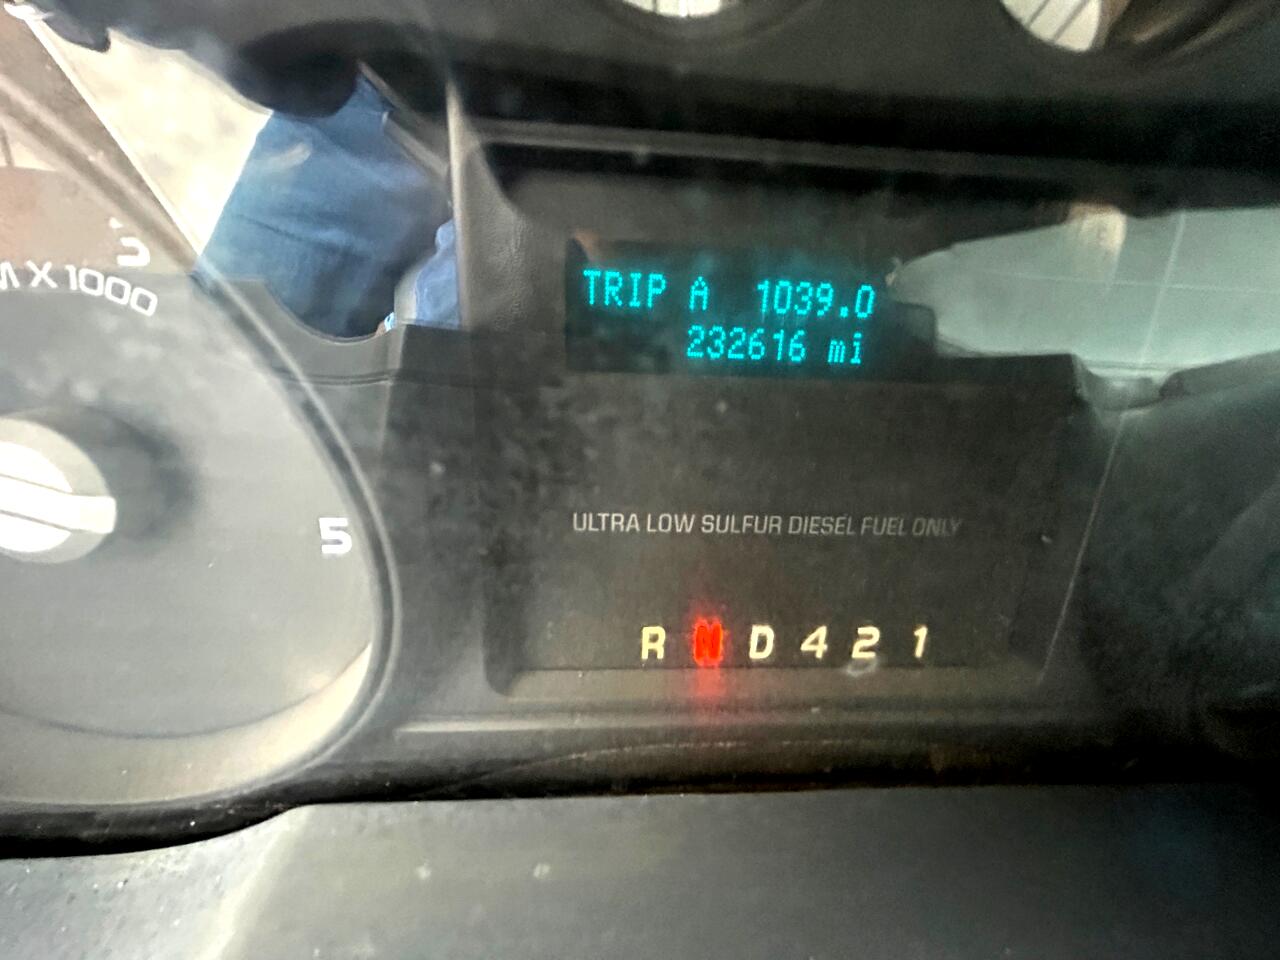 TRIP A 1039.0
232616 mi
X 1000
5
ULTRA LOW SULFUR DIESEL FUEL ONLY
R N D 4 2 1